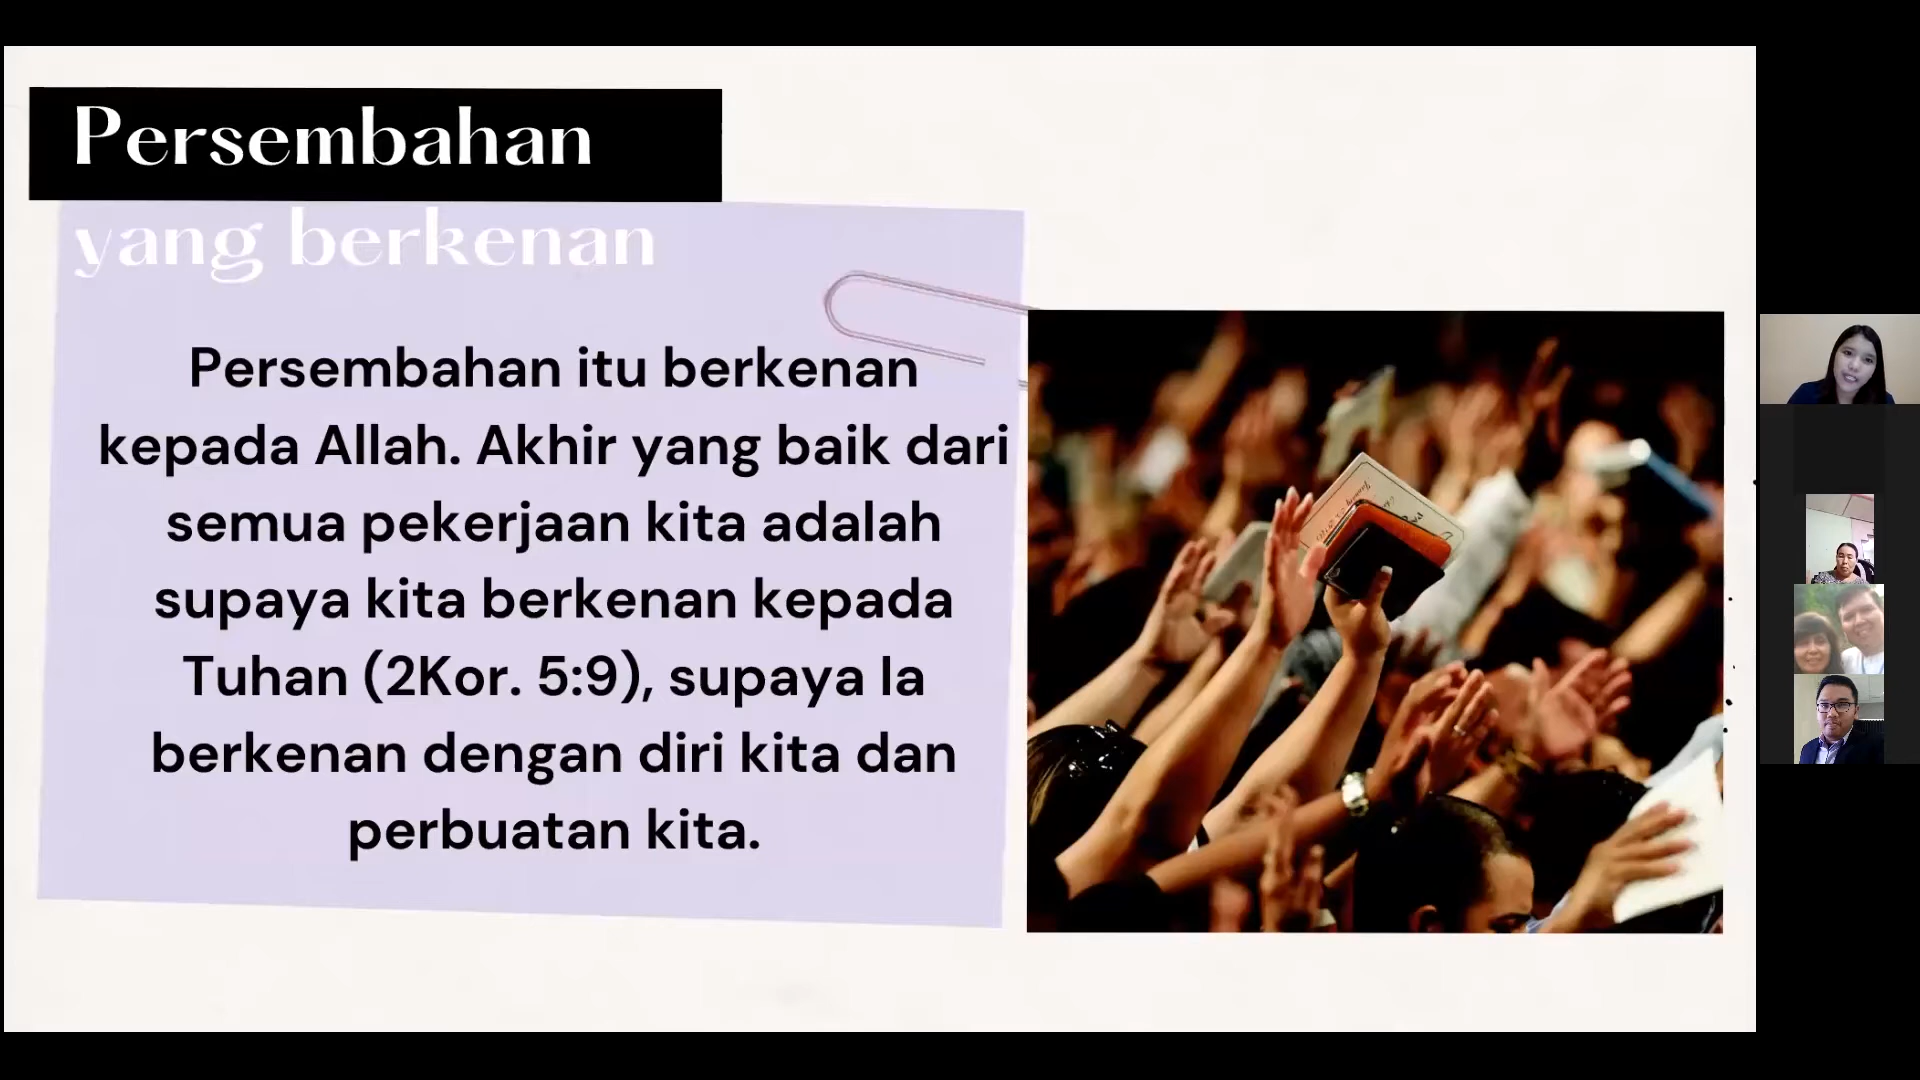 Persembahan
yang berkenan
Persembahan itu berkenan
kepada Allah. Akhir yang baik dari
semua pekerjaan kita adalah
supaya kita berkenan kepada
Tuhan (2Kor. 5:9), supaya Ia
berkenan dengan diri kita dan
perbuatan kita.